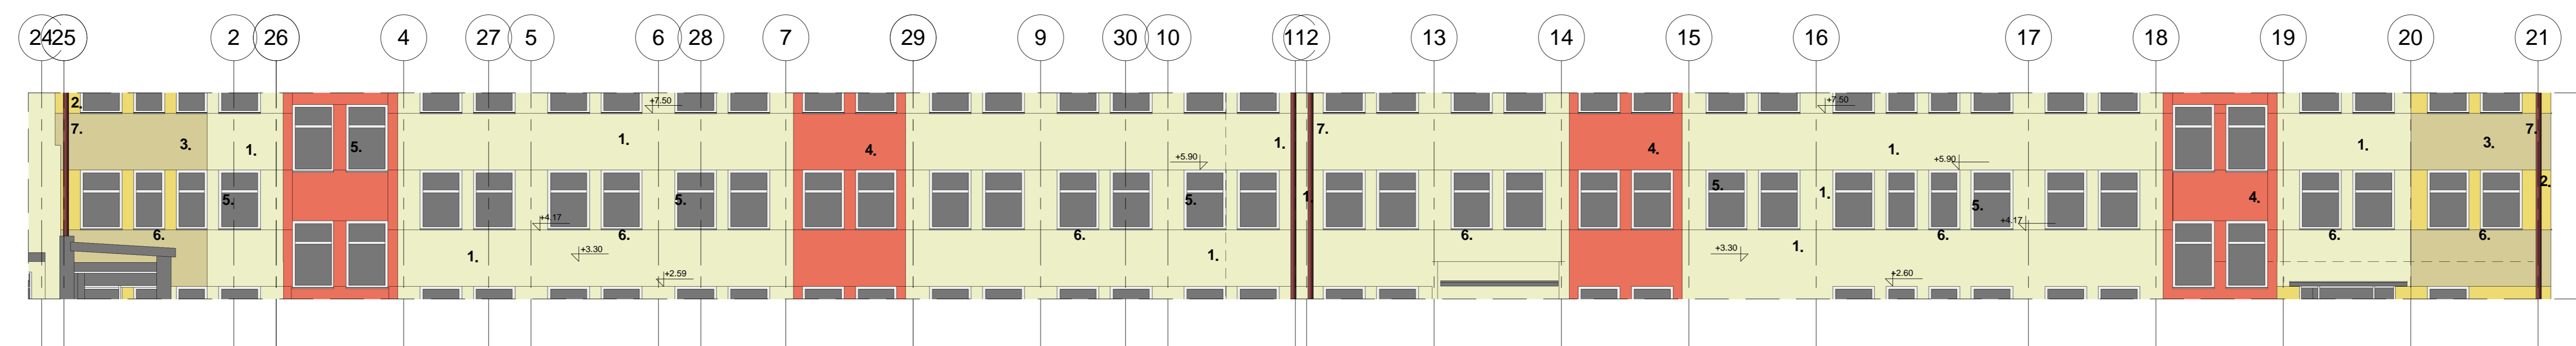 24 25 2 26 4 27 5 6 28 7 29 9 30 10 11 12 13 14 15 16 17 18 19 20 21
2. +7.50 +7.50
7. 7. 7.
3. 1. 5. 1. 4. 1. 4. 1. 1. 3.
+5.90 +5.90
5. 5. 5. 1. 5. 1. 5. 4. 2.
+4.17 +4.17
6. 6. 6. 6. 6. 6. 6.
1. +3.30 1. +3.30 1.
+2.59 +2.60